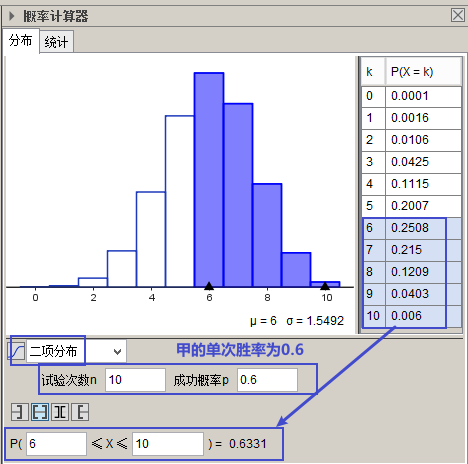 概率计算器
分布 统计
k P(X = k)
0 0.0001
1 0.0016
2 0.0106
3 0.0425
4 0.1115
5 0.2007
6 0.2508
7 0.215
8 0.1209
9 0.0403
10 0.006
0 2 4 6 8 10
μ = 6 σ = 1.5492
二项分布
甲的单次胜率为0.6
试验次数n 10 成功概率p 0.6
P( 6 ≤ X ≤ 10 ) = 0.6331